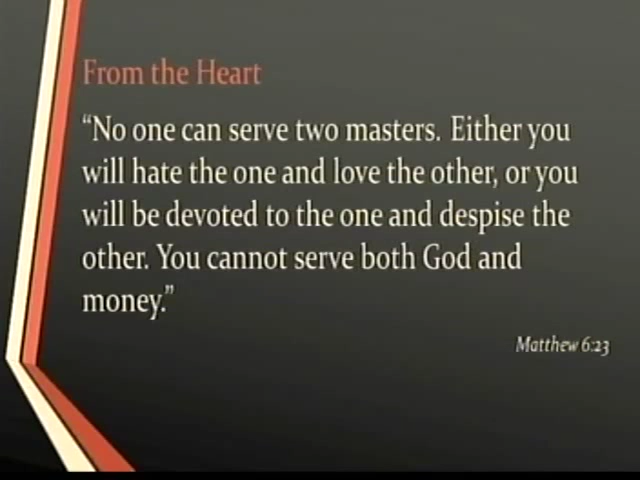 From the Heart
“No one can serve two masters. Either you
will hate the one and love the other, or you
will be devoted to the one and despise the
other. You cannot serve both God and
money.”
Matthew 6:23